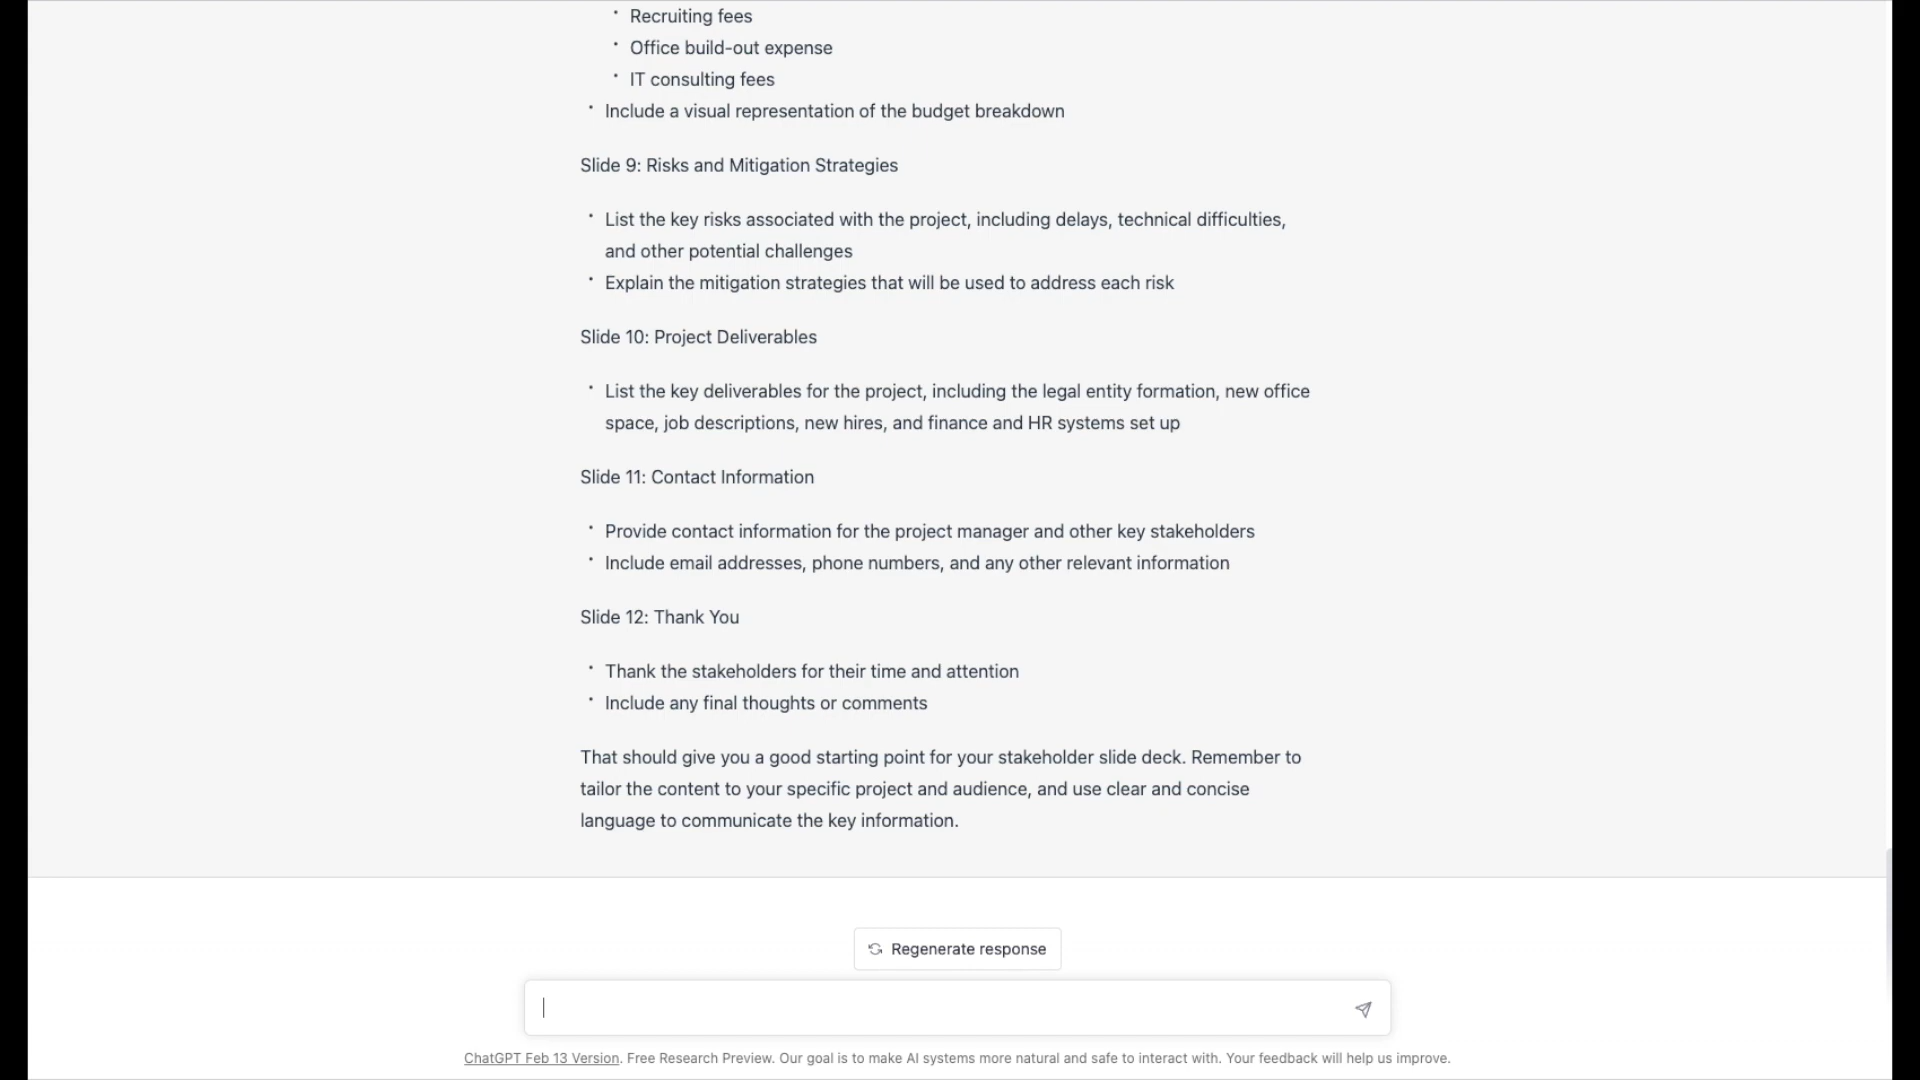 · Recruiting fees
· Office build-out expense
· IT consulting fees
· Include a visual representation of the budget breakdown
Slide 9: Risks and Mitigation Strategies
· List the key risks associated with the project, including delays, technical difficulties,
and other potential challenges
· Explain the mitigation strategies that will be used to address each risk
Slide 10: Project Deliverables
· List the key deliverables for the project, including the legal entity formation, new office
space, job descriptions, new hires, and finance and HR systems set up
Slide 11: Contact Information
· Provide contact information for the project manager and other key stakeholders
· Include email addresses, phone numbers, and any other relevant information
Slide 12: Thank You
· Thank the stakeholders for their time and attention
· Include any final thoughts or comments
That should give you a good starting point for your stakeholder slide deck. Remember to
tailor the content to your specific project and audience, and use clear and concise
language to communicate the key information.
Regenerate response
ChatGPT Feb 13 Version. Free Research Preview. Our goal is to make AI systems more natural and safe to interact with. Your feedback will help us improve.